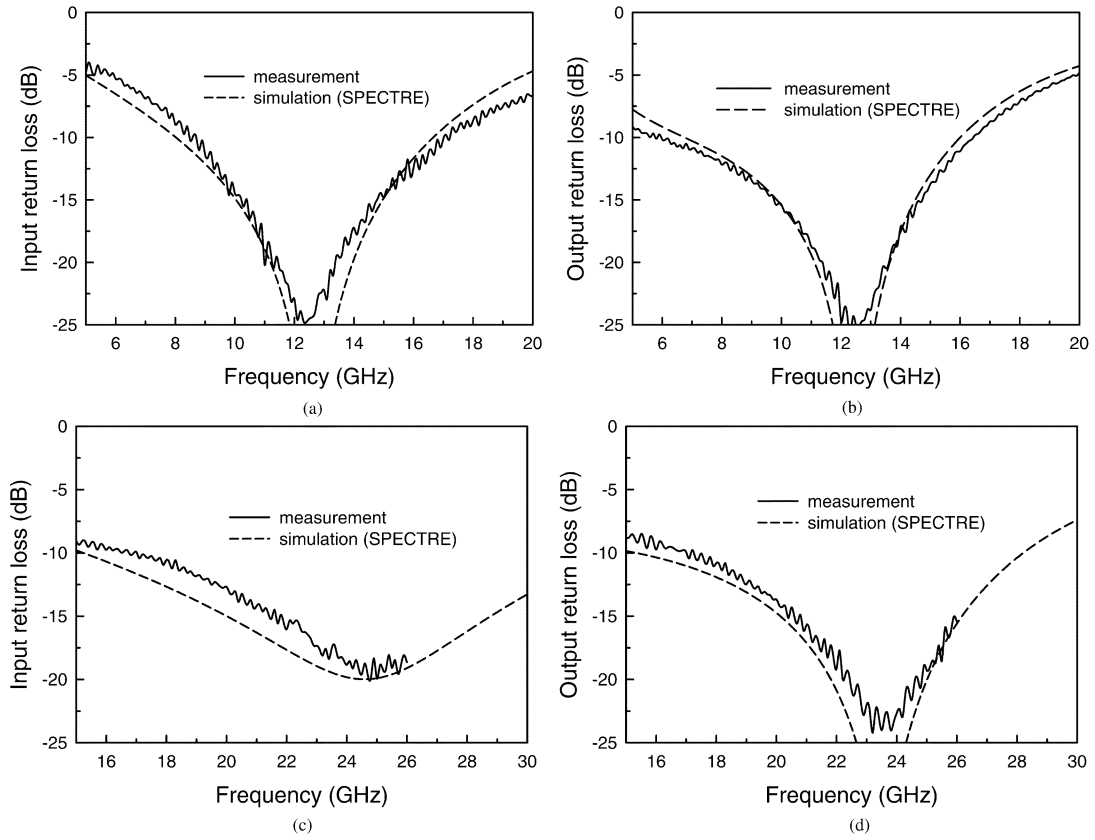 0
-5
-10
-15
-20
-25
Input return loss (dB)
measurement
simulation (SPECTRE)
6 8 10 12 14 16 18 20
Frequency (GHz)
(a)
0
-5
-10
-15
-20
-25
Output return loss (dB)
measurement
simulation (SPECTRE)
6 8 10 12 14 16 18 20
Frequency (GHz)
(b)
0
-5
-10
-15
-20
-25
Input return loss (dB)
measurement
simulation (SPECTRE)
16 18 20 22 24 26 28 30
Frequency (GHz)
(c)
0
-5
-10
-15
-20
-25
Output return loss (dB)
measurement
simulation (SPECTRE)
16 18 20 22 24 26 28 30
Frequency (GHz)
(d)